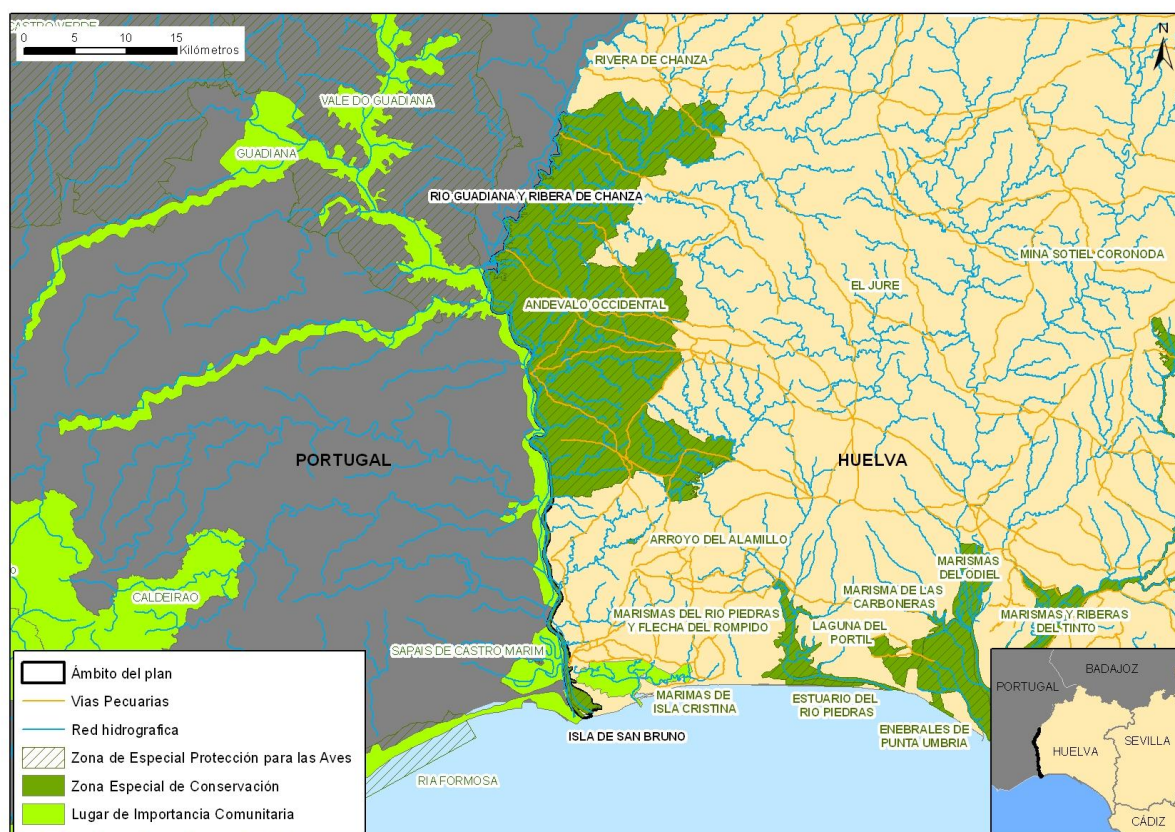 CASTRO VERDE
0 5 10 15
Kilómetros
N
RIVERA DE CHANZA
VALE DO GUADIANA
GUADIANA
RIO GUADIANA Y RIBERA DE CHANZA
MINA SOTIEL CORONODA
EL JURE
ANDEVALO OCCIDENTAL
PORTUGAL
HUELVA
ARROYO DEL ALAMILLO
MARISMAS
DEL ODIEL
MARISMA DE LAS
CARBONERAS
CALDEIRAO
MARISMAS DEL RIO PIEDRAS
Y FLECHA DEL ROMPIDO
LAGUNA DEL
PORTIL
MARISMAS Y RIBERAS
DEL TINTO
SAPAIS DE CASTRO MARIM
MARIMAS DE
ISLA CRISTINA
ESTUARIO DEL
RIO PIEDRAS
ENEBRALES DE
PUNTA UMBRIA
ISLA DE SAN BRUNO
RIA FORMOSA
Ámbito del plan
Vias Pecuarias
Red hidrografica
Zona de Especial Protección para las Aves
Zona Especial de Conservación
Lugar de Importancia Comunitaria
BADAJOZ
PORTUGAL
HUELVA
SEVILLA
CÁDIZ